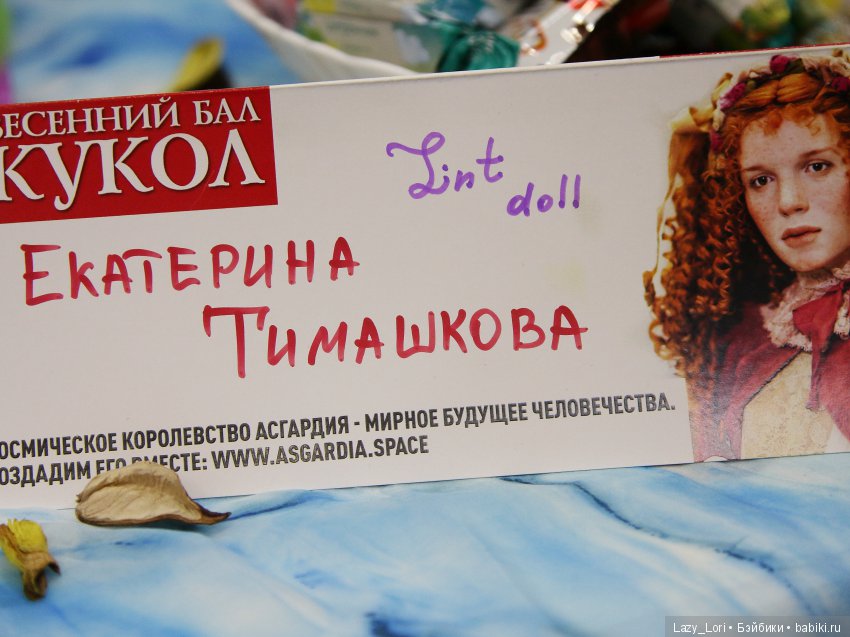 ВЕСЕННИЙ БАЛ
КУКОЛ
Lint
doll
ЕКАТЕРИНА
ТИМАШКОВА
ОСМИЧЕСКОЕ КОРОЛЕВСТВО АСГАРДИЯ - МИРНОЕ БУДУЩЕЕ ЧЕЛОВЕЧЕСТВА.
ОЗДАДИМ ЕГО ВМЕСТЕ: WWW.ASGARDIA.SPACE
Lazy_Lori • Бэйбики • babiki.ru